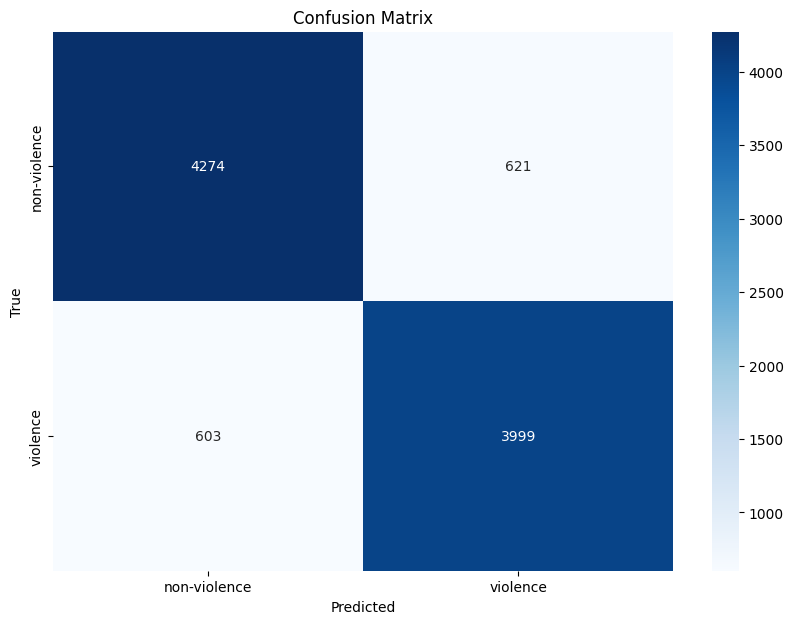 Confusion Matrix
non-violence
4274
621
True
violence
603
3999
non-violence
violence
Predicted
4000
3500
3000
2500
2000
1500
1000